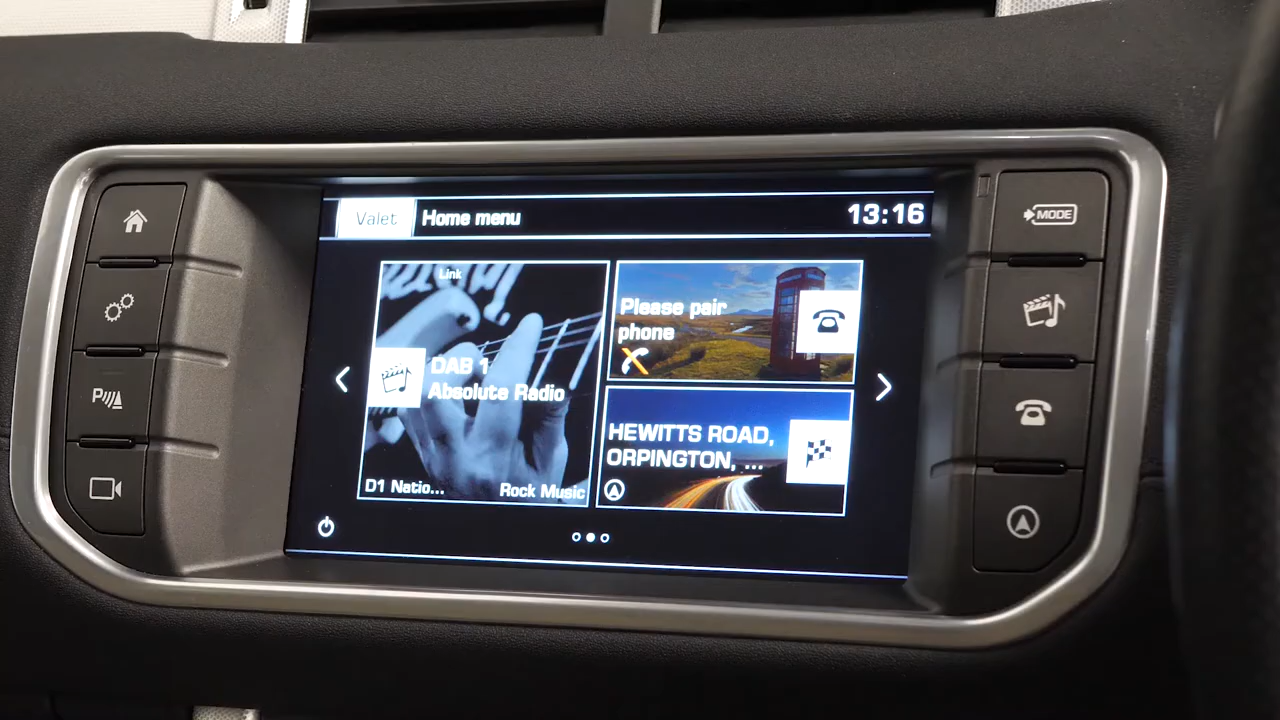 Valet
Home menu
13:16
Link
DAB 1
Absolute Radio
D1 Natio...
Rock Music
Please pair
phone
HEWITTS ROAD,
ORPINGTON, ...
P
MODE